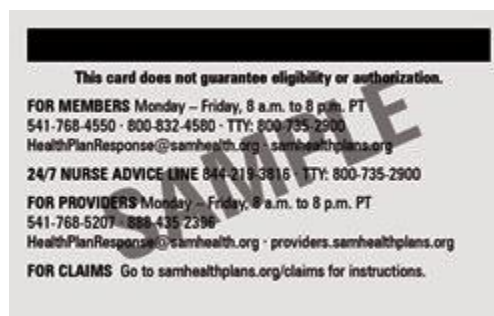 This card does not guarantee eligibility or authorization.
FOR MEMBERS Monday – Friday, 8 a.m. to 8 p.m. PT
541-768-4550 · 800-832-4580 · TTY: 800-735-2900
HealthPlanResponse@samhealth.org · samhealthplans.org
24/7 NURSE ADVICE LINE 844-219-3816 · TTY: 800-735-2900
FOR PROVIDERS Monday – Friday, 8 a.m. to 8 p.m. PT
541-768-5207 · 888-435-2396
HealthPlanResponse@samhealth.org · providers.samhealthplans.org
FOR CLAIMS Go to samhealthplans.org/claims for instructions.
SAMPLE